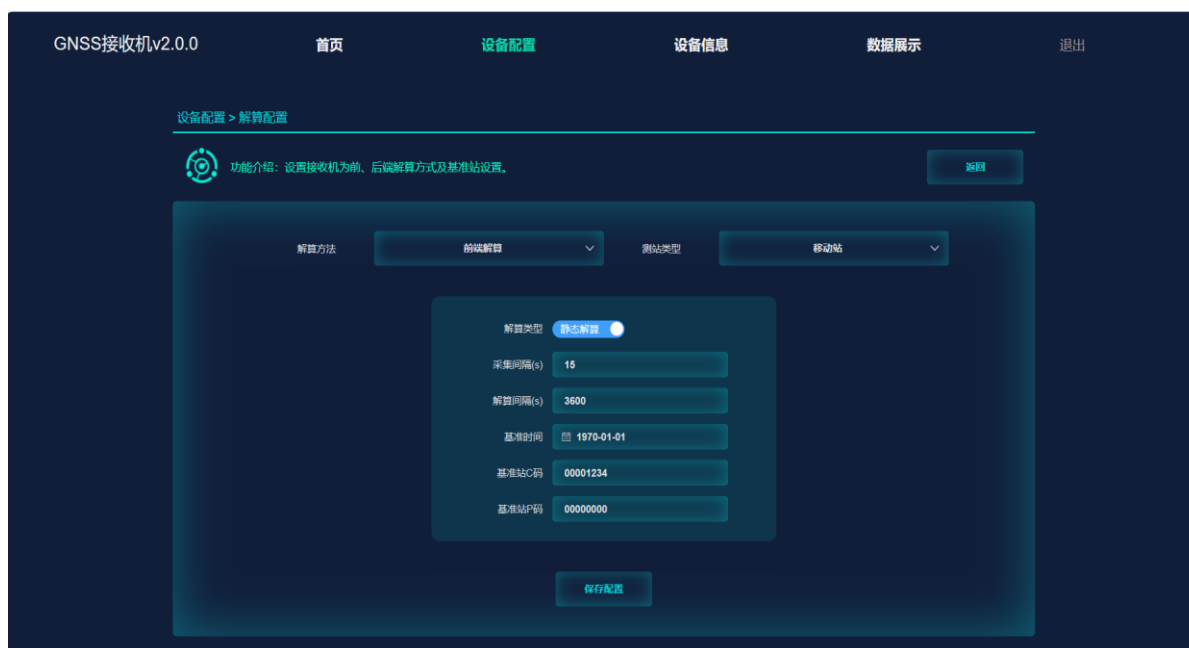 GNSS接收机v2.0.0 首页 设备配置 设备信息 数据展示 退出
设备配置 > 解算配置
功能介绍：设置接收机为前、后端解算方式及基准站设置。 返回
解算方法 前端解算 测站类型 移动站
解算类型 静态解算
采集间隔(s) 15
解算间隔(s) 3600
基准时间 1970-01-01
基准站C码 00001234
基准站P码 00000000
保存配置